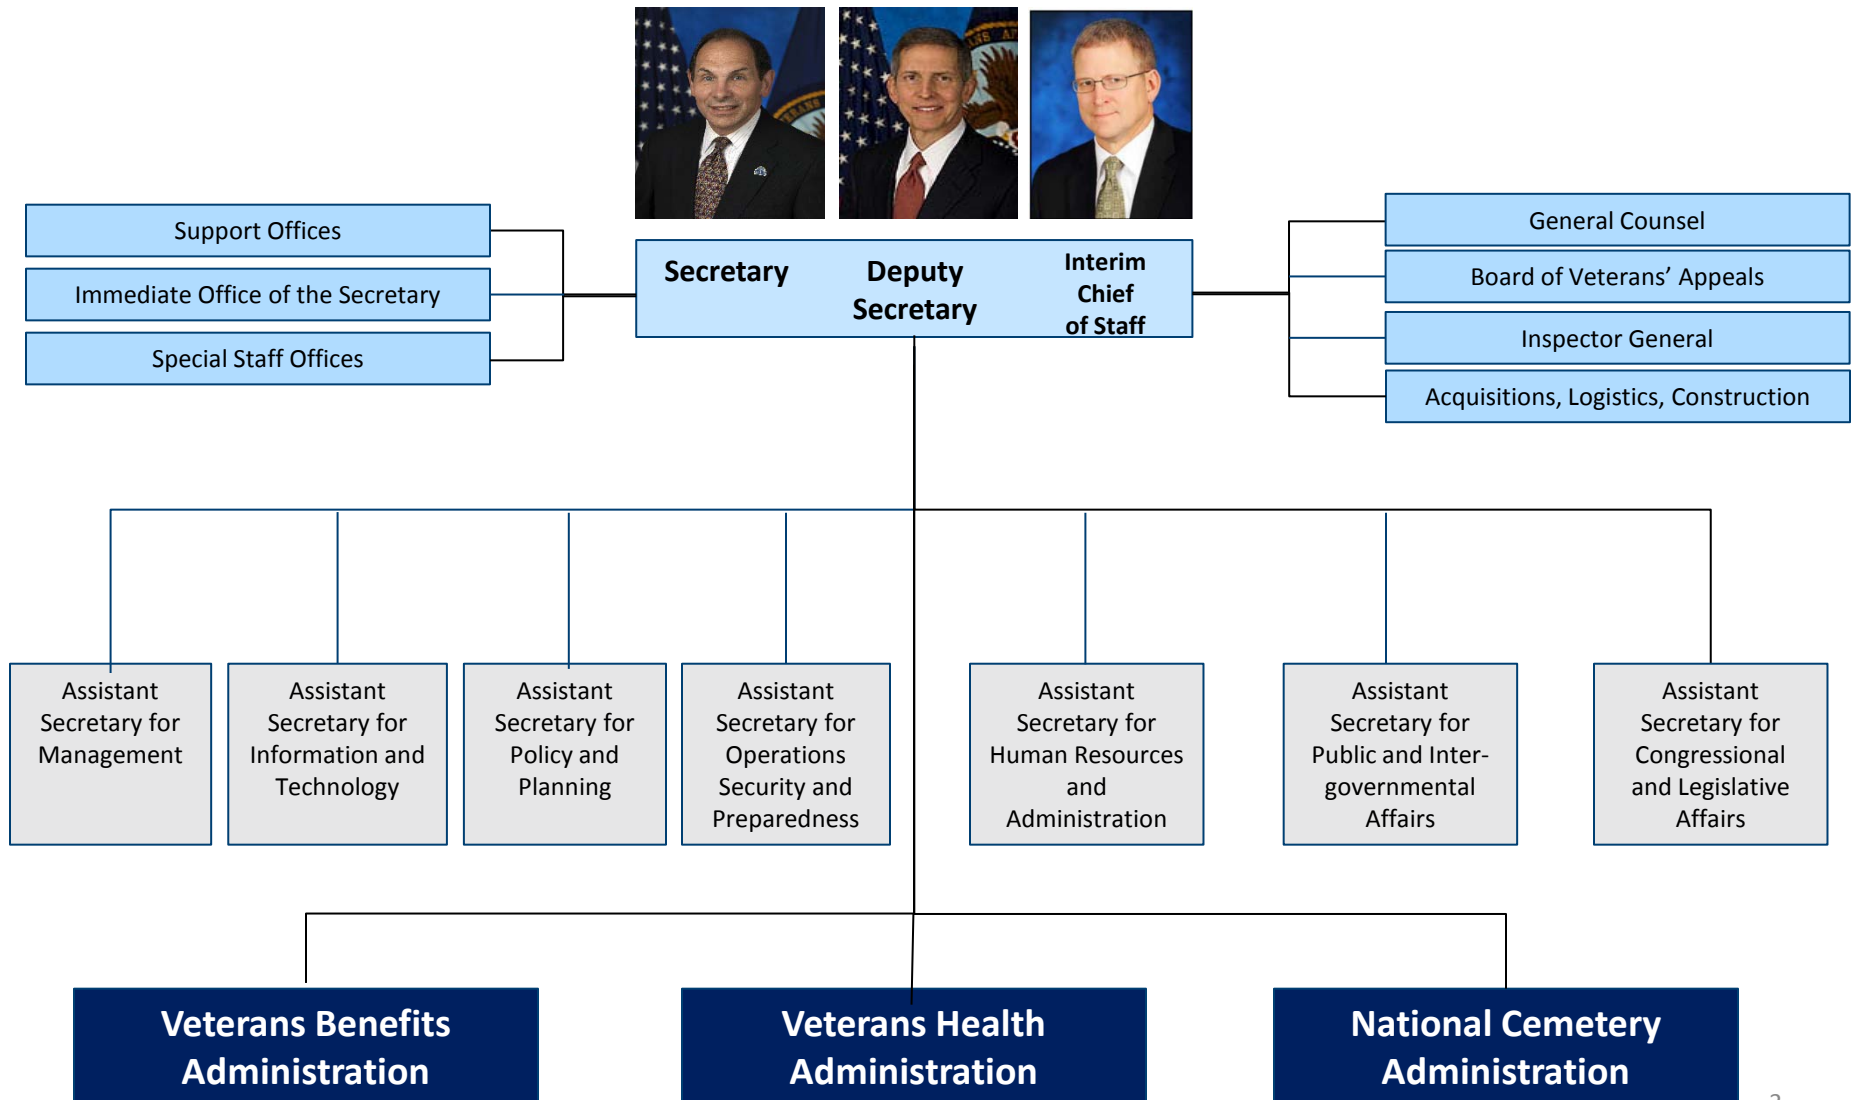 Support Offices
Immediate Office of the Secretary
Special Staff Offices
Secretary
Deputy
Secretary
Interim
Chief
of Staff
General Counsel
Board of Veterans’ Appeals
Inspector General
Acquisitions, Logistics, Construction
Assistant
Secretary for
Management
Assistant
Secretary for
Information and
Technology
Assistant
Secretary for
Policy and
Planning
Assistant
Secretary for
Operations
Security and
Preparedness
Assistant
Secretary for
Human Resources
and
Administration
Assistant
Secretary for
Public and Inter-
governmental
Affairs
Assistant
Secretary for
Congressional
and Legislative
Affairs
Veterans Benefits
Administration
Veterans Health
Administration
National Cemetery
Administration